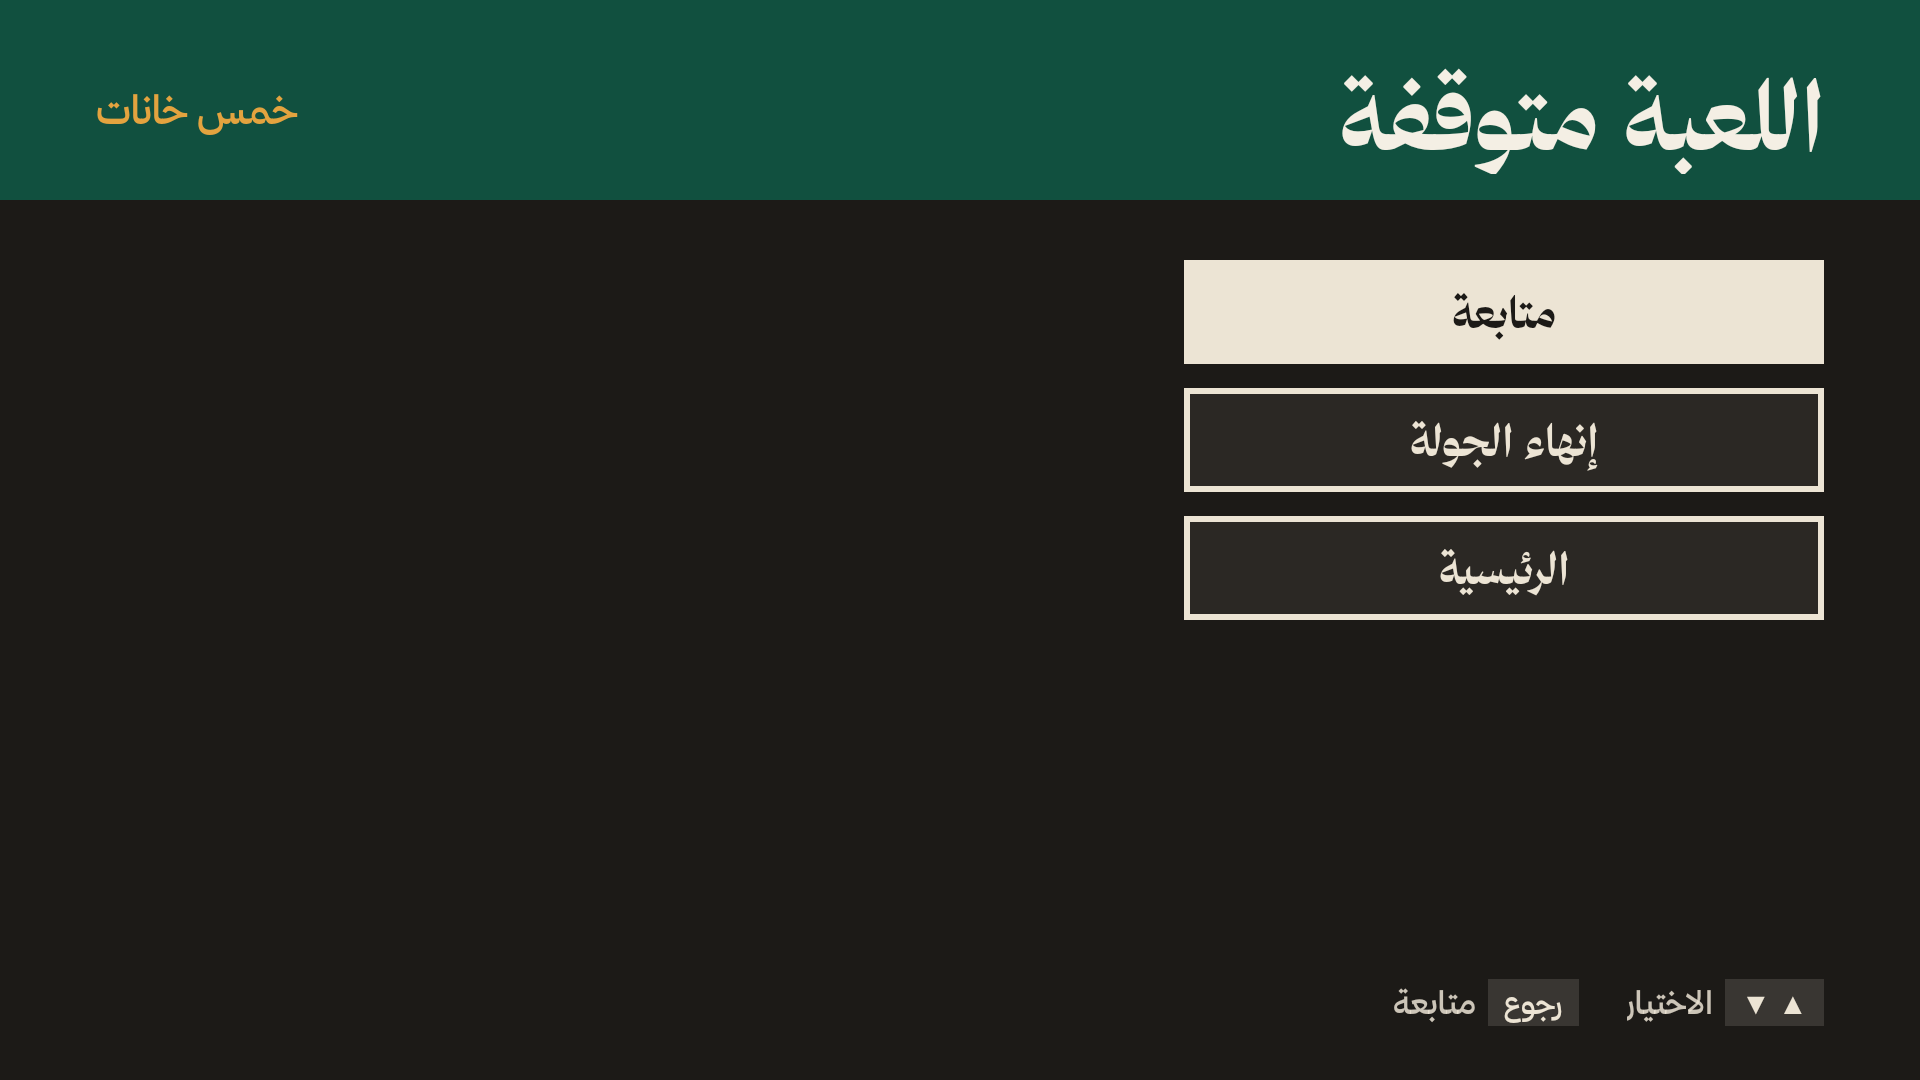 اللعبة متوقفة
خمس خانات
متابعة
إنهاء الجولة
الرئيسية
▲ ▼ الاختيار
رجوع متابعة